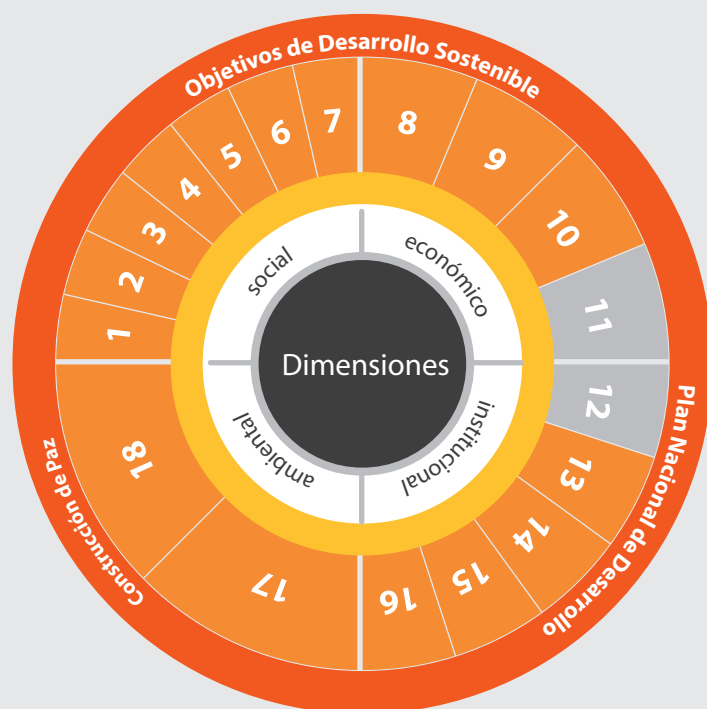 Objetivos de Desarrollo Sostenible
Plan Nacional de Desarrollo
Construcción de Paz
1
2
3
4
5
6
7
8
9
10
11
12
13
14
15
16
17
18
social
económico
institucional
ambiental
Dimensiones